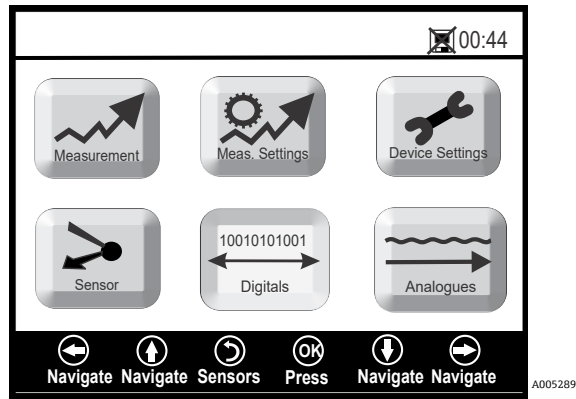 00:44
Measurement
Meas. Settings
Device Settings
10010101001
Sensor
Digitals
Analogues
OK
Navigate Navigate Sensors Press Navigate Navigate
A005289